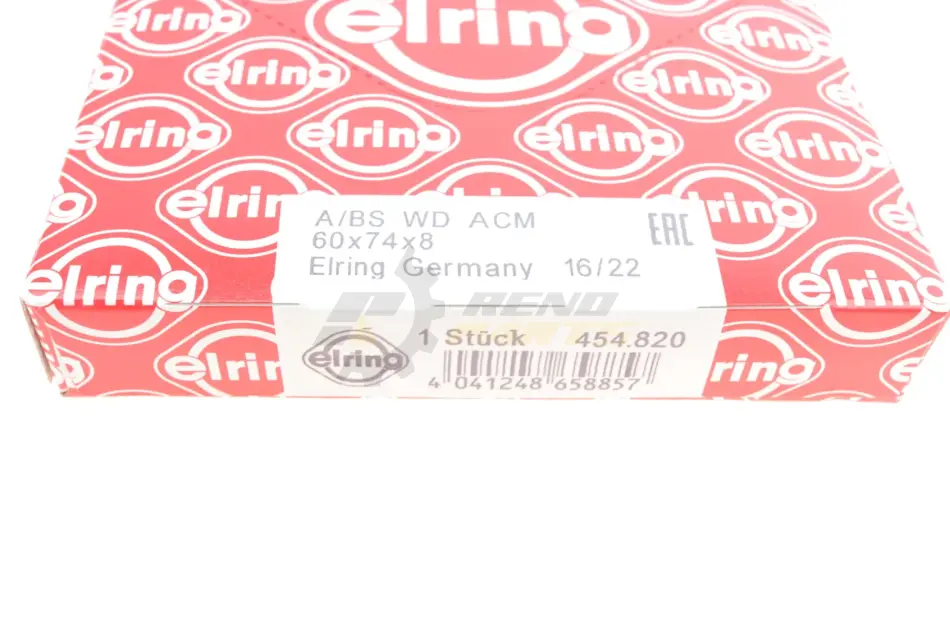 elring
elring elring
elring elring elring elring
elring elring
A/BS WD ACM EAC
60x74x8
Elring Germany 16/22
RENO
elring elring
1 Stück 454.820
elring elring elring
4 041248 658857